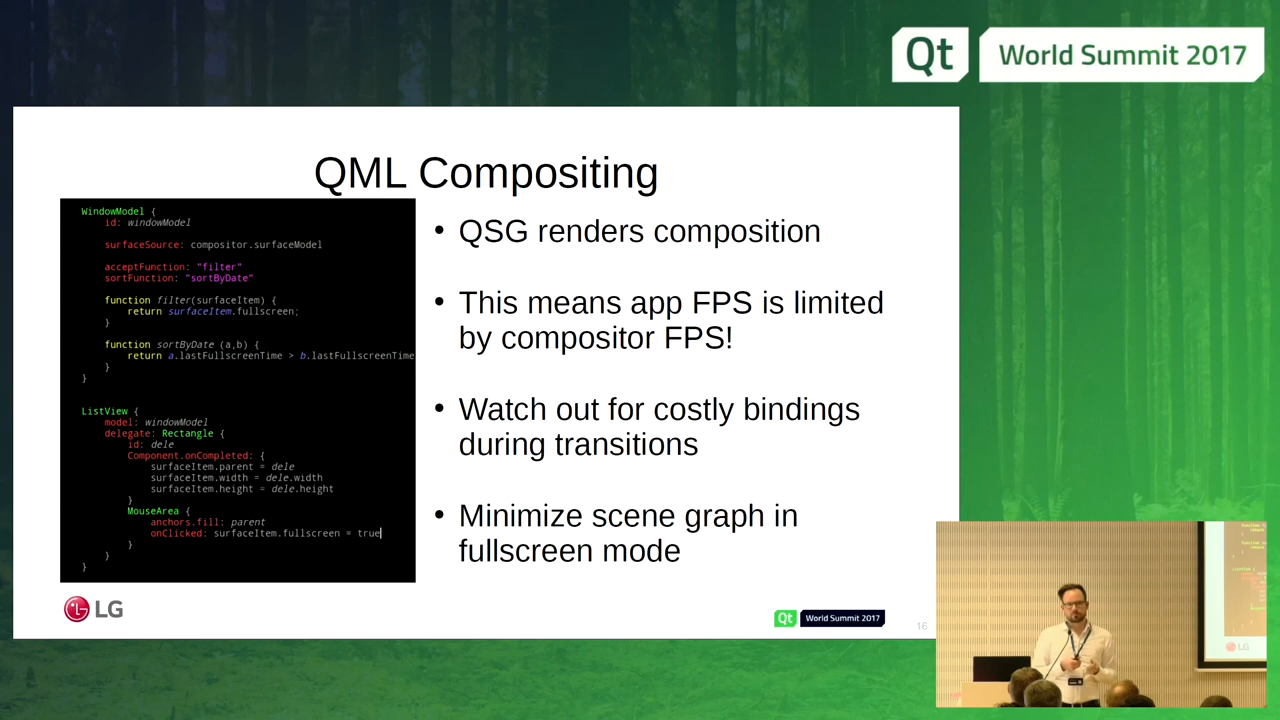 Qt World Summit 2017
QML Compositing
WindowModel {
id: windowModel
surfaceSource: compositor.surfaceModel
acceptFunction: "filter"
sortFunction: "sortByDate"
function filter(surfaceItem) {
return surfaceItem.fullscreen;
}
function sortByDate (a,b) {
return a.lastFullscreenTime > b.lastFullscreenTime
}
}
ListView {
model: windowModel
delegate: Rectangle {
id: dele
Component.onCompleted: {
surfaceItem.parent = dele
surfaceItem.width = dele.width
surfaceItem.height = dele.height
}
MouseArea {
anchors.fill: parent
onClicked: surfaceItem.fullscreen = true
}
}
}
• QSG renders composition
• This means app FPS is limited
by compositor FPS!
• Watch out for costly bindings
during transitions
• Minimize scene graph in
fullscreen mode
LG
Qt World Summit 2017
16
LG